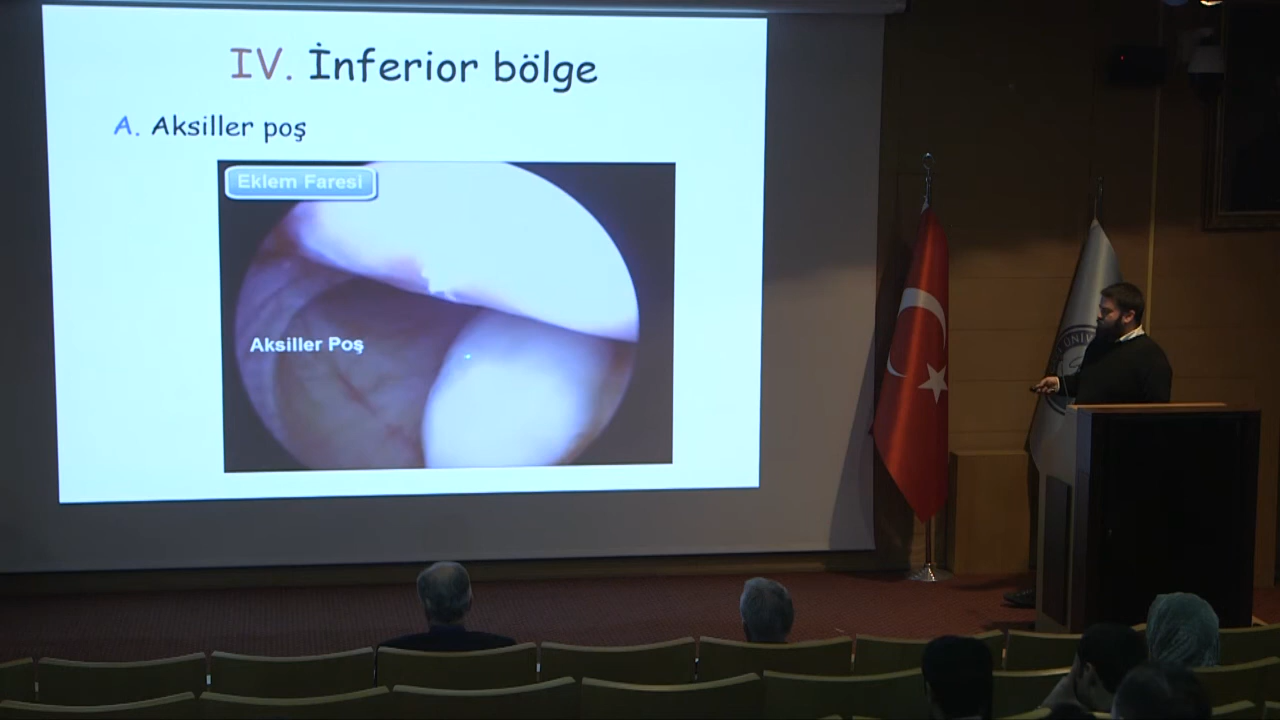 IV. İnferior bölge
A. Aksiller poş
Eklem Faresi
Aksiller Poş